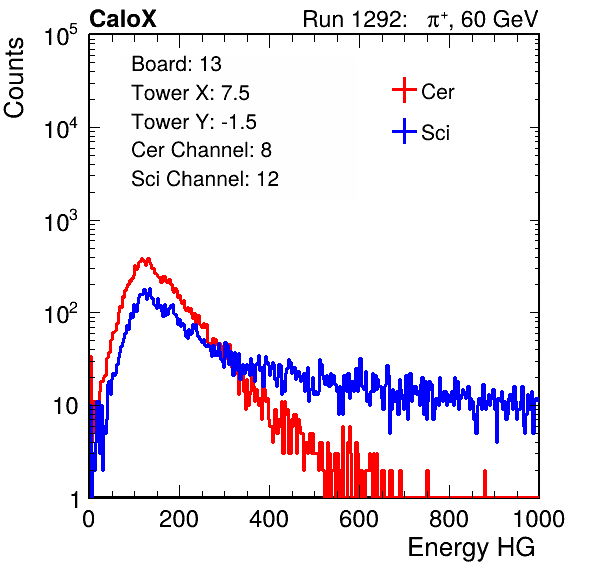 CaloX Run 1292: π⁺, 60 GeV
Counts
10⁵
10⁴
10³
10²
10
1
Board: 13
Tower X: 7.5
Tower Y: -1.5
Cer Channel: 8
Sci Channel: 12
Cer
Sci
0 200 400 600 800 1000
Energy HG